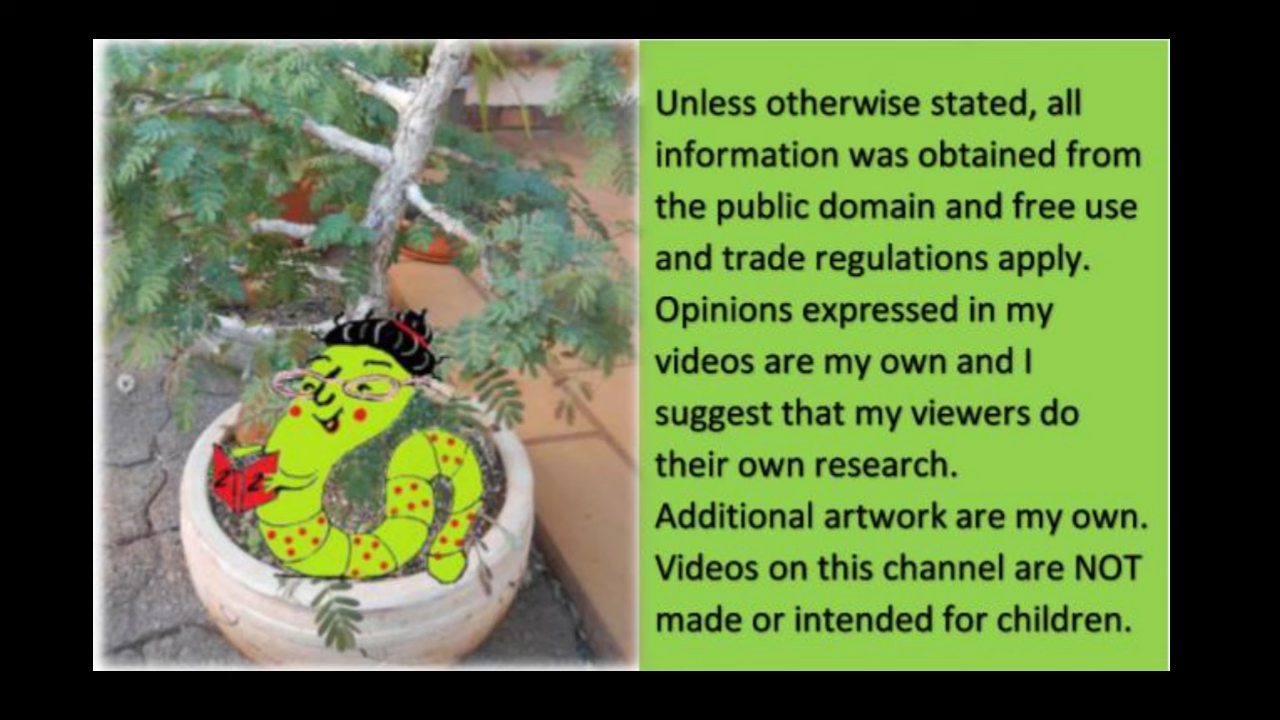 Unless otherwise stated, all
information was obtained from
the public domain and free use
and trade regulations apply.
Opinions expressed in my
videos are my own and I
suggest that my viewers do
their own research.
Additional artwork are my own.
Videos on this channel are NOT
made or intended for children.
2 2